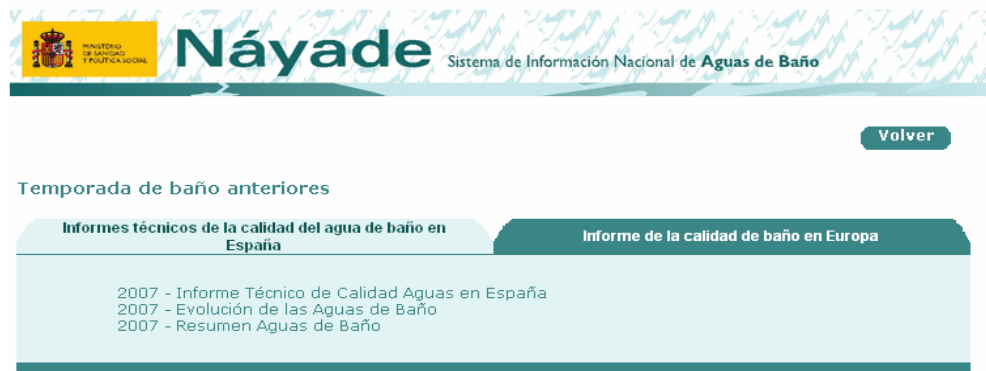 MINISTERIO
DE SANIDAD
Y POLÍTICA SOCIAL
Náyade
Sistema de Información Nacional de Aguas de Baño
Volver
Temporada de baño anteriores
Informes técnicos de la calidad del agua de baño en
España
Informe de la calidad de baño en Europa
2007 - Informe Técnico de Calidad Aguas en España
2007 - Evolución de las Aguas de Baño
2007 - Resumen Aguas de Baño